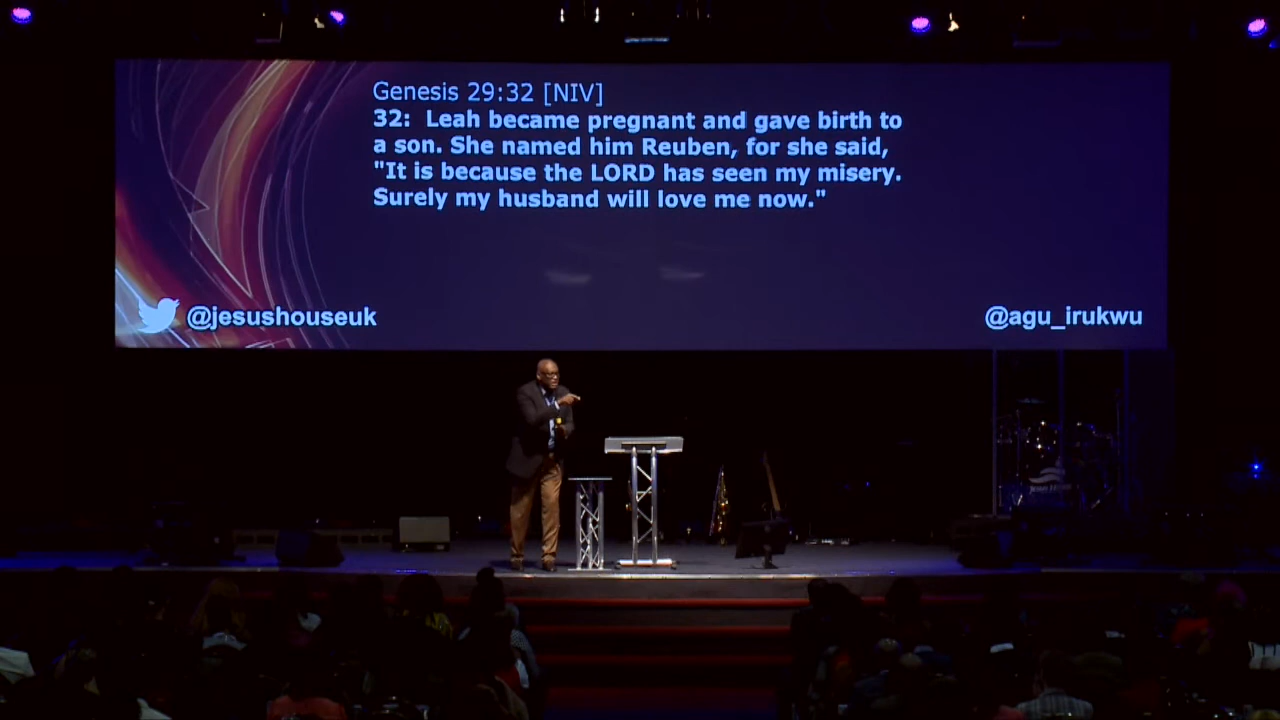 Genesis 29:32 [NIV]
32: Leah became pregnant and gave birth to
a son. She named him Reuben, for she said,
"It is because the LORD has seen my misery.
Surely my husband will love me now."
@jesushouseuk
@agu_irukwu